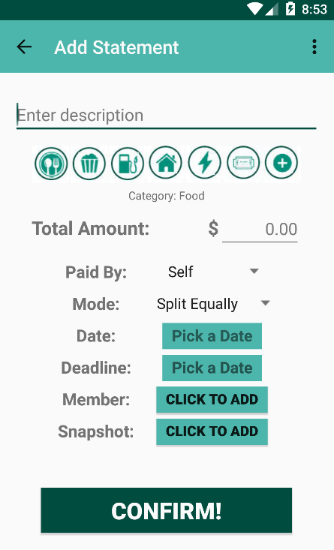 8:53
Add Statement
Enter description
Category: Food
Total Amount: $ 0.00
Paid By: Self
Mode: Split Equally
Date: Pick a Date
Deadline: Pick a Date
Member: CLICK TO ADD
Snapshot: CLICK TO ADD
CONFIRM!